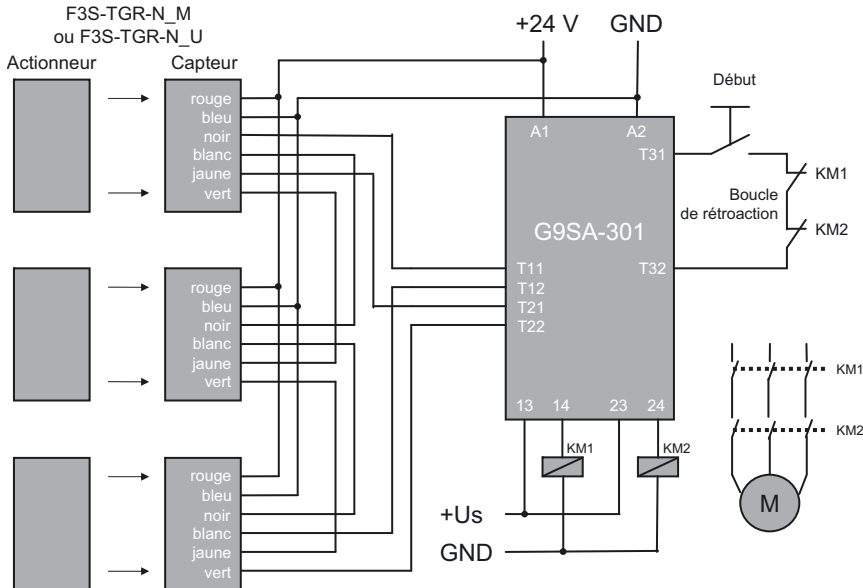 F3S-TGR-N_M
ou F3S-TGR-N_U
Actionneur
Capteur
rouge
bleu
noir
blanc
jaune
vert
rouge
bleu
noir
blanc
jaune
vert
rouge
bleu
noir
blanc
jaune
vert
+24 V
GND
A1
A2
T31
G9SA-301
T11
T12
T21
T22
T32
13
14
23
24
KM1
KM2
+Us
GND
Début
KM1
Boucle
de rétroaction
KM2
KM1
KM2
M